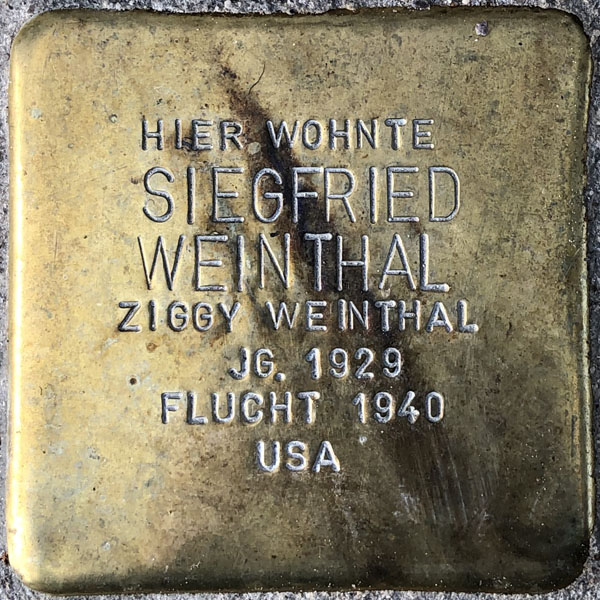 HIER WOHNTE
SIEGFRIED
WEINTHAL
ZIGGY WEINTHAL
JG. 1929
FLUCHT 1940
USA